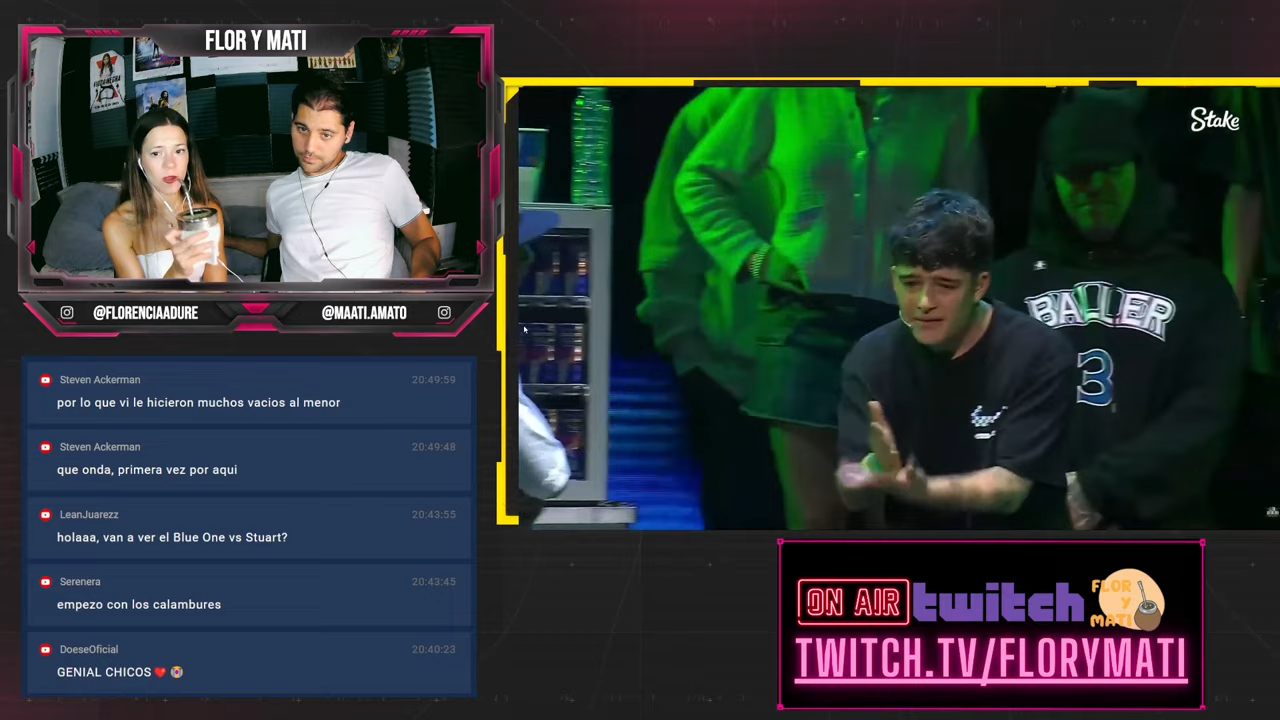 FLOR Y MATI
@FLORENCIAADURE
@MAATI.AMATO
Stake
BALLER
3
Steven Ackerman 20:49:59
por lo que vi le hicieron muchos vacios al menor
Steven Ackerman 20:49:48
que onda, primera vez por aqui
LeanJuarezz 20:43:55
holaaa, van a ver el Blue One vs Stuart?
Serenera 20:43:45
empezo con los calambures
DoeseOficial 20:40:23
GENIAL CHICOS❤️😭
ON AIR
twitch
FLOR
Y
MATI
TWITCH.TV/FLORYMATI